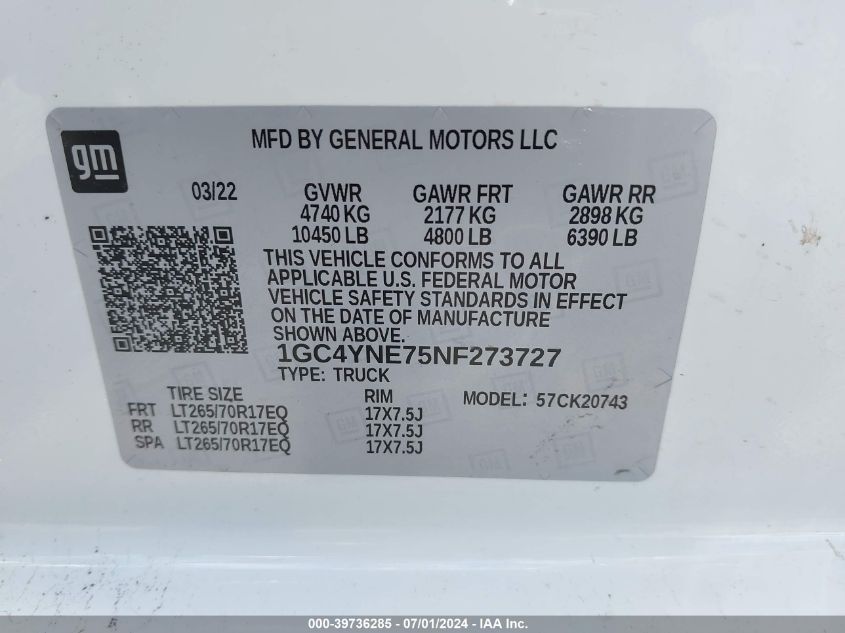 gm
MFD BY GENERAL MOTORS LLC
03/22 GVWR GAWR FRT GAWR RR
4740 KG 2177 KG 2898 KG
10450 LB 4800 LB 6390 LB
THIS VEHICLE CONFORMS TO ALL
APPLICABLE U.S. FEDERAL MOTOR
VEHICLE SAFETY STANDARDS IN EFFECT
ON THE DATE OF MANUFACTURE
SHOWN ABOVE.
1GC4YNE75NF273727
TYPE: TRUCK
TIRE SIZE RIM MODEL: 57CK20743
FRT LT265/70R17EQ 17X7.5J
RR LT265/70R17EQ 17X7.5J
SPA LT265/70R17EQ 17X7.5J
000-39736285 - 07/01/2024 - IAA Inc.